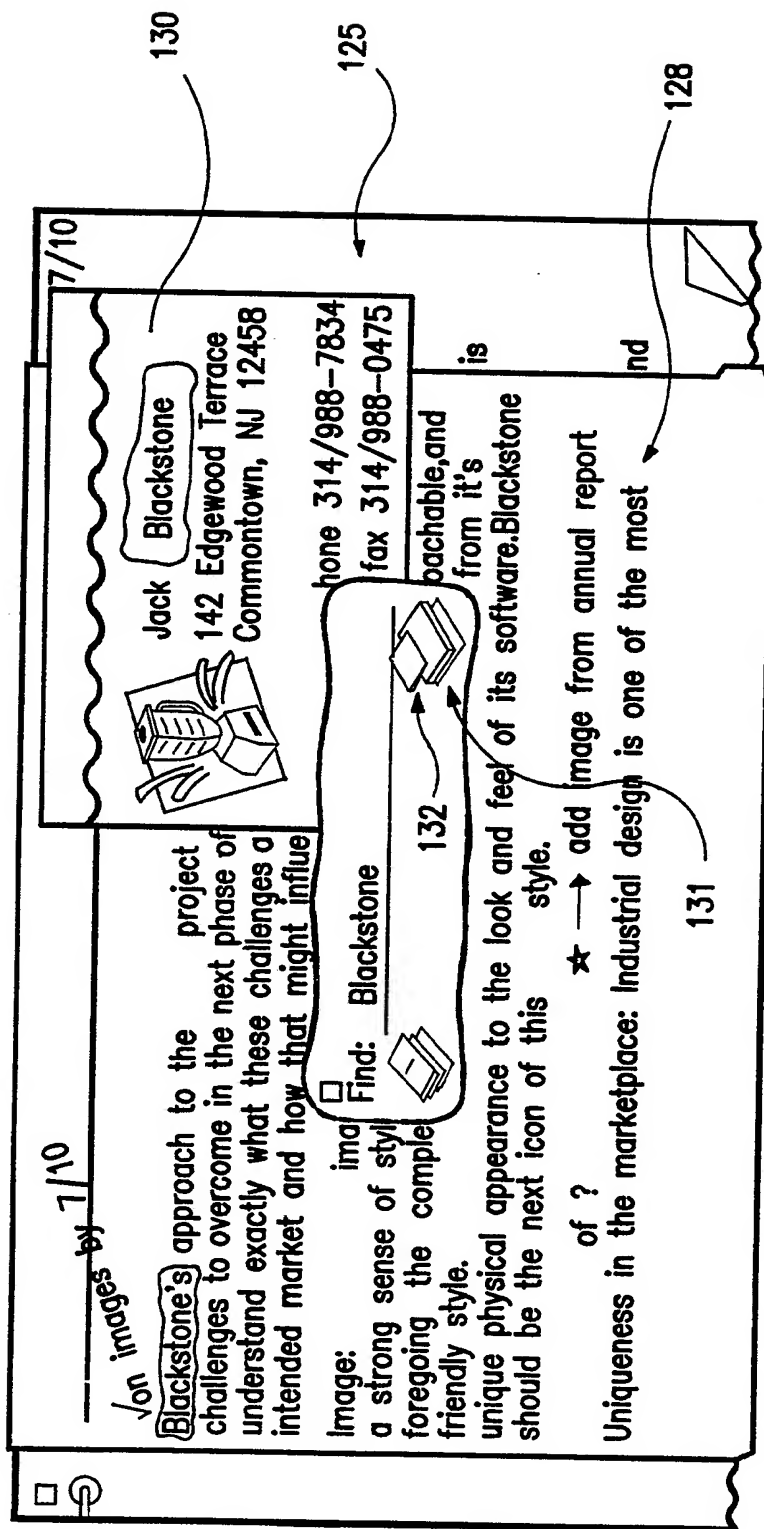 7/10
√on images by 7/10
Blackstone's approach to the project
challenges to overcome in the next phase of
understand exactly what these challenges a
intended market and how that might influe
Jack Blackstone
142 Edgewood Terrace
Commontown, NJ 12458
hone 314/988-7834
fax 314/988-0475
Find: Blackstone
Image: ima oachable,and
a strong sense of styl from it's
foregoing the comple
friendly style.
unique physical appearance to the look and feel of its software.Blackstone
should be the next icon of this style.
is
nd
of ? ☆ → add image from annual report
Uniqueness in the marketplace: Industrial design is one of the most
130
125
128
132
131